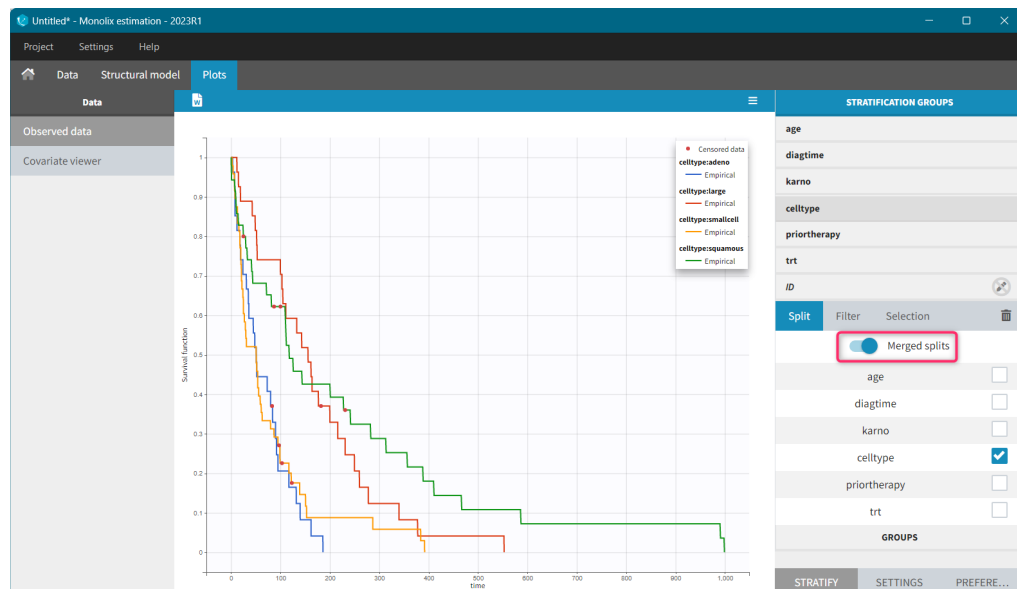 Untitled* - Monolix estimation - 2023R1
Project Settings Help
Data Structural model Plots
Data
Observed data
Covariate viewer
W
Survival function
1
0.9
0.8
0.7
0.6
0.5
0.4
0.3
0.2
0.1
0
0 100 200 300 400 500 600 700 800 900 1,000
time
Censored data
celltype:adeno
Empirical
celltype:large
Empirical
celltype:smallcell
Empirical
celltype:squamous
Empirical
STRATIFICATION GROUPS
age
diagtime
karno
celltype
priortherapy
trt
ID
Split Filter Selection
Merged splits
age
diagtime
karno
celltype
priortherapy
trt
GROUPS
STRATIFY SETTINGS PREFERE...